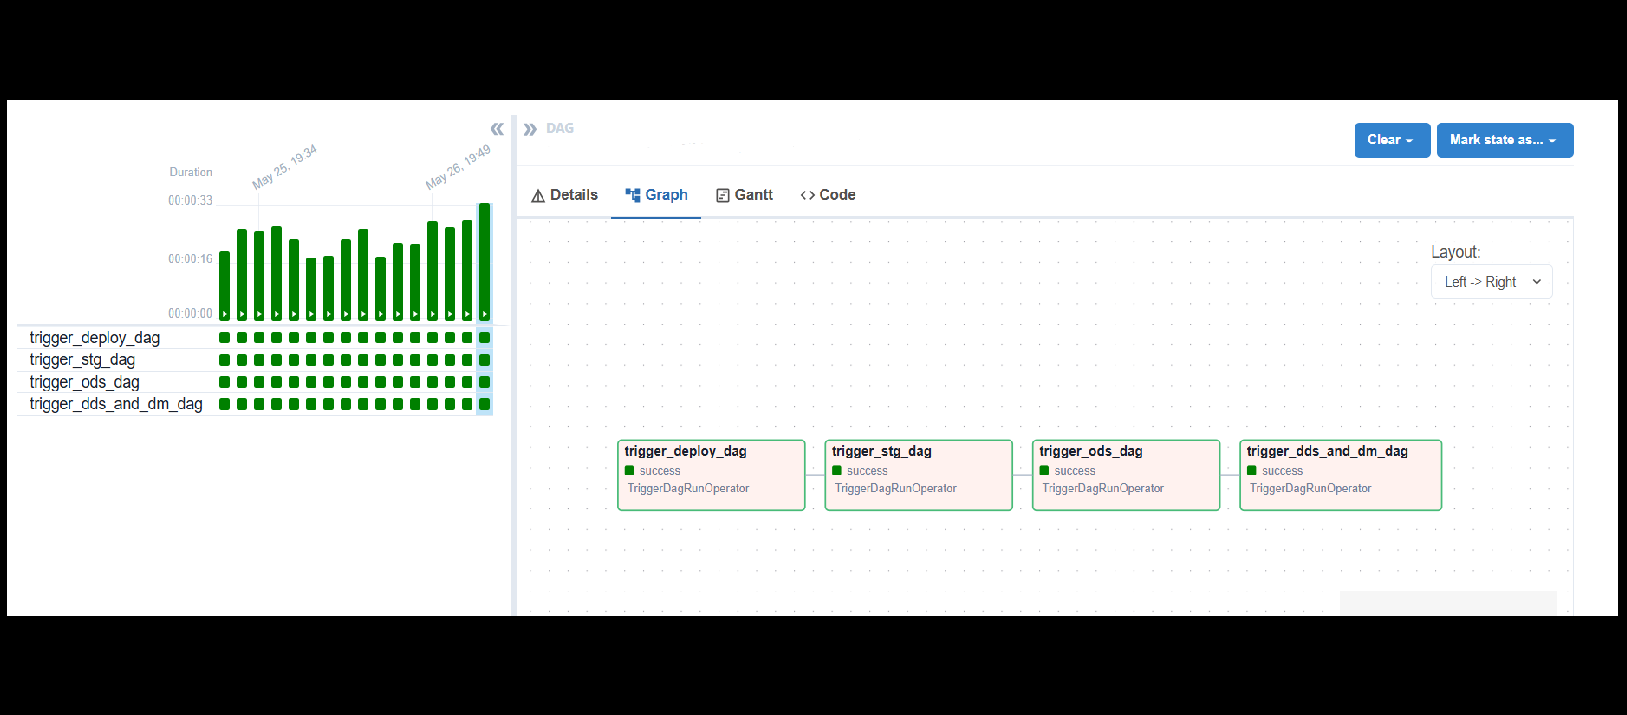 Duration
May 25, 19:34
May 26, 19:49
00:00:33
00:00:16
00:00:00
trigger_deploy_dag
trigger_stg_dag
trigger_ods_dag
trigger_dds_and_dm_dag
DAG
Clear
Mark state as...
Details
Graph
Gantt
Code
Layout:
Left -> Right
trigger_deploy_dag
success
TriggerDagRunOperator
trigger_stg_dag
success
TriggerDagRunOperator
trigger_ods_dag
success
TriggerDagRunOperator
trigger_dds_and_dm_dag
success
TriggerDagRunOperator